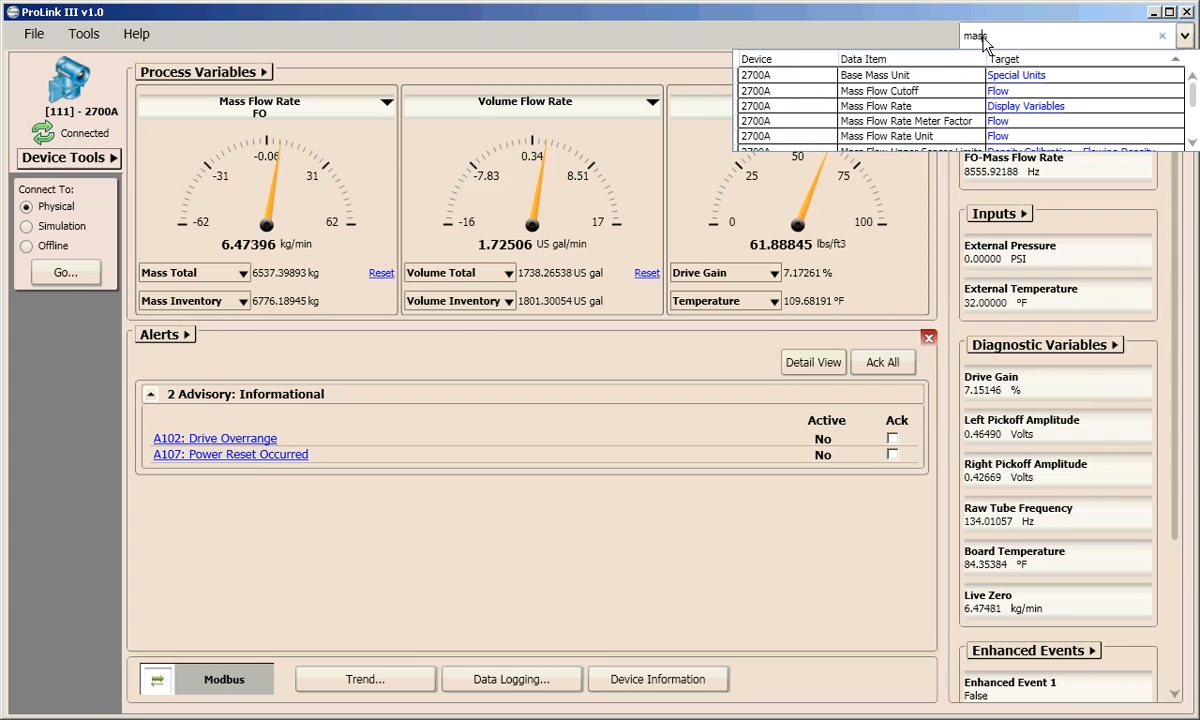 ProLink III v1.0
File Tools Help
mass
Device Data Item Target
2700A Base Mass Unit Special Units
2700A Mass Flow Cutoff Flow
2700A Mass Flow Rate Display Variables
2700A Mass Flow Rate Meter Factor Flow
2700A Mass Flow Rate Unit Flow
[111] - 2700A
Connected
Device Tools
Connect To:
Physical
Simulation
Offline
Go...
Process Variables
Mass Flow Rate
FO
-0.06
-31 31
-62 62
6.47396 kg/min
Mass Total 6537.39893 kg Reset
Mass Inventory 6776.18945 kg
Volume Flow Rate
0.34
-7.83 8.51
-16 17
1.72506 US gal/min
Volume Total 1738.26538 US gal Reset
Volume Inventory 1801.30054 US gal
50
25 75
0 100
61.88845 lbs/ft3
Drive Gain 7.17261 %
Temperature 109.68191 °F
Alerts
Detail View Ack All
2 Advisory: Informational
Active Ack
A102: Drive Overrange No
A107: Power Reset Occurred No
FO-Mass Flow Rate
8555.92188 Hz
Inputs
External Pressure
0.00000 PSI
External Temperature
32.00000 °F
Diagnostic Variables
Drive Gain
7.15146 %
Left Pickoff Amplitude
0.46490 Volts
Right Pickoff Amplitude
0.42669 Volts
Raw Tube Frequency
134.01057 Hz
Board Temperature
84.35384 °F
Live Zero
6.47481 kg/min
Enhanced Events
Enhanced Event 1
False
Modbus Trend... Data Logging... Device Information